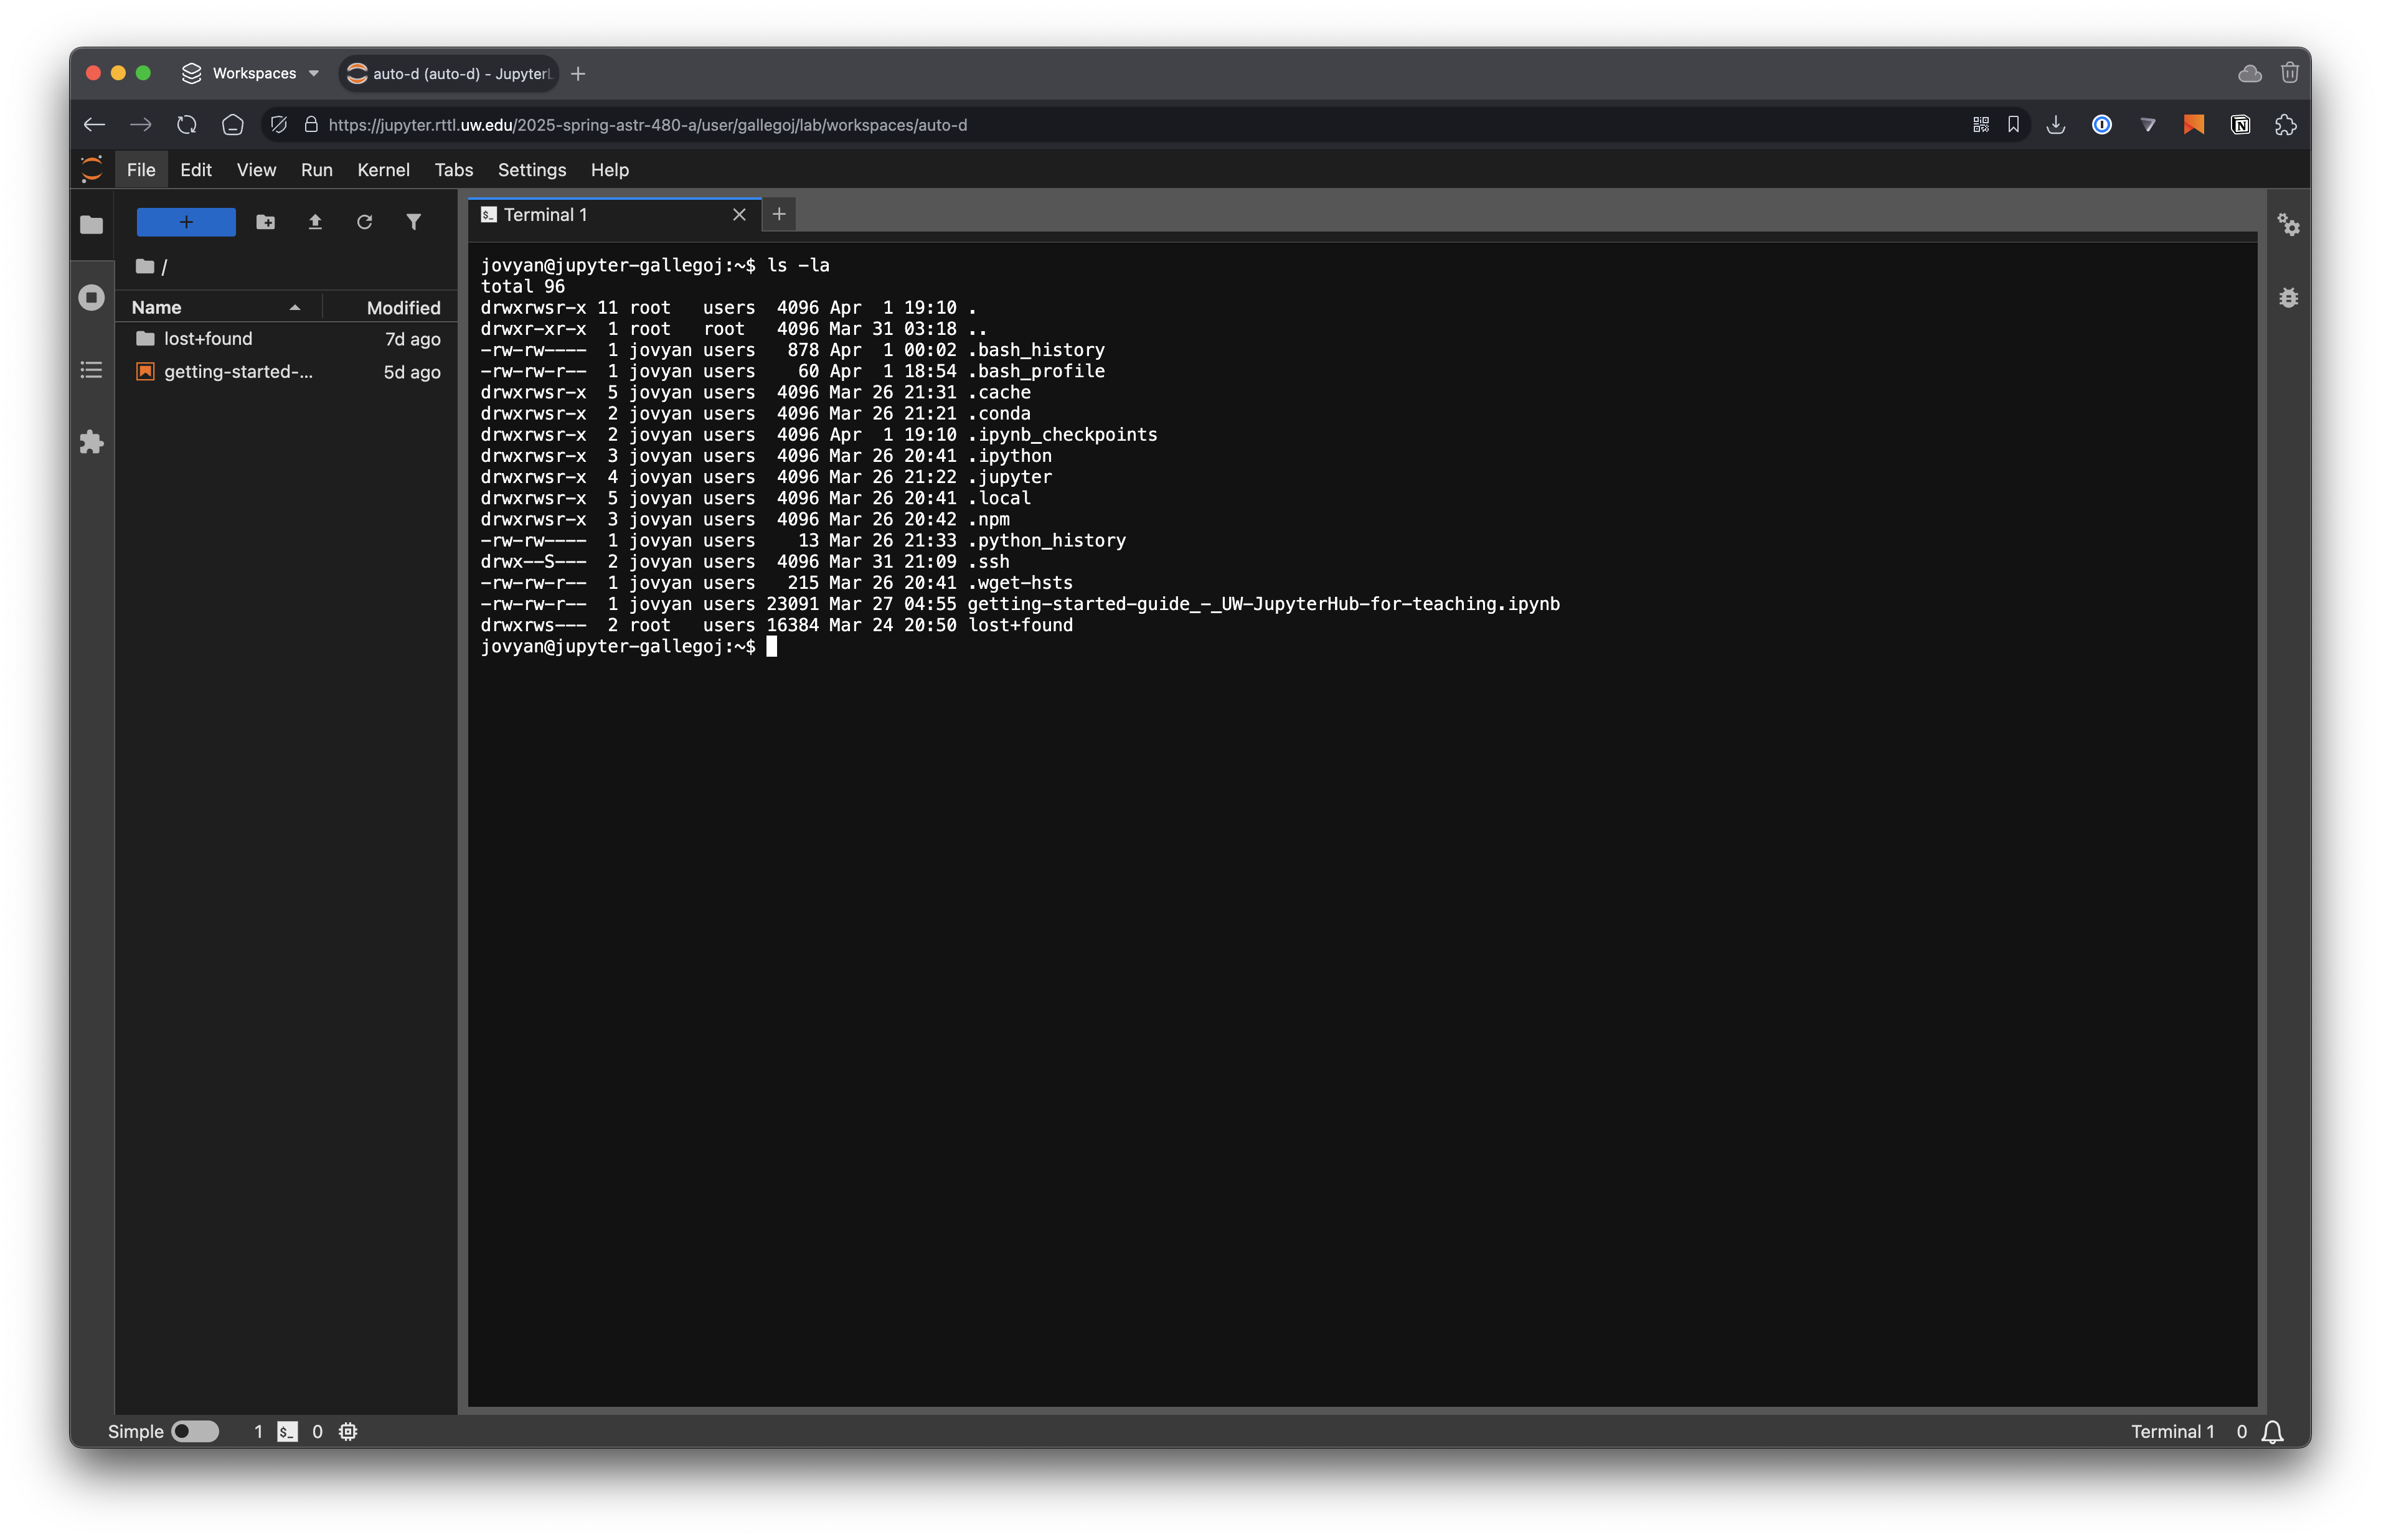 Workspaces
auto-d (auto-d) - JupyterL
https://jupyter.rttl.uw.edu/2025-spring-astr-480-a/user/gallegoj/lab/workspaces/auto-d
File Edit View Run Kernel Tabs Settings Help
Terminal 1
/
Name Modified
lost+found 7d ago
getting-started-... 5d ago
jovyan@jupyter-gallegoj:~$ ls -la
total 96
drwxrwsr-x 11 root   users  4096 Apr  1 19:10 .
drwxr-xr-x  1 root   root   4096 Mar 31 03:18 ..
-rw-rw----  1 jovyan users   878 Apr  1 00:02 .bash_history
-rw-rw-r--  1 jovyan users    60 Apr  1 18:54 .bash_profile
drwxrwsr-x  5 jovyan users  4096 Mar 26 21:31 .cache
drwxrwsr-x  2 jovyan users  4096 Mar 26 21:21 .conda
drwxrwsr-x  2 jovyan users  4096 Apr  1 19:10 .ipynb_checkpoints
drwxrwsr-x  3 jovyan users  4096 Mar 26 20:41 .ipython
drwxrwsr-x  4 jovyan users  4096 Mar 26 21:22 .jupyter
drwxrwsr-x  5 jovyan users  4096 Mar 26 20:41 .local
drwxrwsr-x  3 jovyan users  4096 Mar 26 20:42 .npm
-rw-rw----  1 jovyan users    13 Mar 26 21:33 .python_history
drwx--S---  2 jovyan users  4096 Mar 31 21:09 .ssh
-rw-rw-r--  1 jovyan users   215 Mar 26 20:41 .wget-hsts
-rw-rw-r--  1 jovyan users 23091 Mar 27 04:55 getting-started-guide_-_UW-JupyterHub-for-teaching.ipynb
drwxrws---  2 root   users 16384 Mar 24 20:50 lost+found
jovyan@jupyter-gallegoj:~$
Simple 1 $_ 0 Terminal 1 0